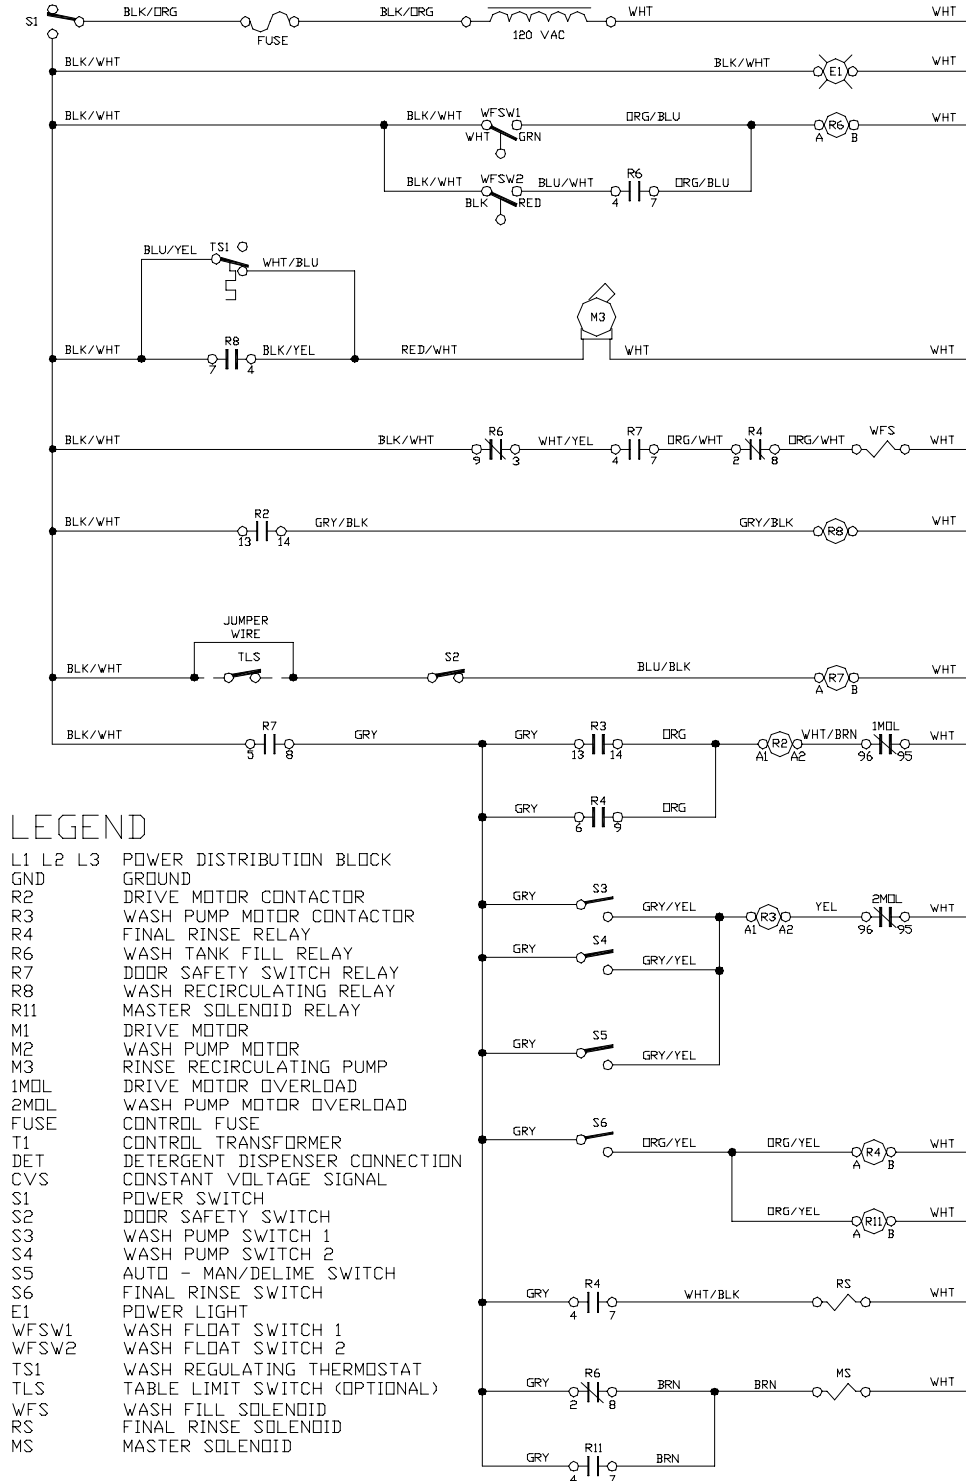 S1 BLK/ORG FUSE BLK/ORG 120 VAC WHT WHT
BLK/WHT BLK/WHT E1 WHT
BLK/WHT BLK/WHT WFSW1 WHT GRN ORG/BLU R6 A B WHT
BLK/WHT WFSW2 BLK RED BLU/WHT R6 4 7 ORG/BLU
BLU/YEL TS1 WHT/BLU
M3
BLK/WHT R8 7 4 BLK/YEL RED/WHT WHT WHT
BLK/WHT BLK/WHT R6 9 3 WHT/YEL R7 4 7 ORG/WHT R4 2 8 ORG/WHT WFS WHT
BLK/WHT R2 13 14 GRY/BLK GRY/BLK R8 WHT
JUMPER
WIRE
BLK/WHT TLS S2 BLU/BLK R7 A B WHT
BLK/WHT R7 5 8 GRY GRY R3 13 14 ORG R2 A1 A2 WHT/BRN 1MOL 96 95 WHT
GRY R4 6 9 ORG
GRY S3 GRY/YEL R3 A1 A2 YEL 2MOL 96 95 WHT
GRY S4 GRY/YEL
GRY S5 GRY/YEL
GRY S6 ORG/YEL ORG/YEL R4 A B WHT
ORG/YEL R11 A B WHT
GRY R4 4 7 WHT/BLK RS WHT
GRY R6 2 8 BRN BRN MS WHT
GRY R11 4 7 BRN
LEGEND
L1 L2 L3 POWER DISTRIBUTION BLOCK
GND GROUND
R2 DRIVE MOTOR CONTACTOR
R3 WASH PUMP MOTOR CONTACTOR
R4 FINAL RINSE RELAY
R6 WASH TANK FILL RELAY
R7 DOOR SAFETY SWITCH RELAY
R8 WASH RECIRCULATING RELAY
R11 MASTER SOLENOID RELAY
M1 DRIVE MOTOR
M2 WASH PUMP MOTOR
M3 RINSE RECIRCULATING PUMP
1MOL DRIVE MOTOR OVERLOAD
2MOL WASH PUMP MOTOR OVERLOAD
FUSE CONTROL FUSE
T1 CONTROL TRANSFORMER
DET DETERGENT DISPENSER CONNECTION
CVS CONSTANT VOLTAGE SIGNAL
S1 POWER SWITCH
S2 DOOR SAFETY SWITCH
S3 WASH PUMP SWITCH 1
S4 WASH PUMP SWITCH 2
S5 AUTO - MAN/DELIME SWITCH
S6 FINAL RINSE SWITCH
E1 POWER LIGHT
WFSW1 WASH FLOAT SWITCH 1
WFSW2 WASH FLOAT SWITCH 2
TS1 WASH REGULATING THERMOSTAT
TLS TABLE LIMIT SWITCH (OPTIONAL)
WFS WASH FILL SOLENOID
RS FINAL RINSE SOLENOID
MS MASTER SOLENOID